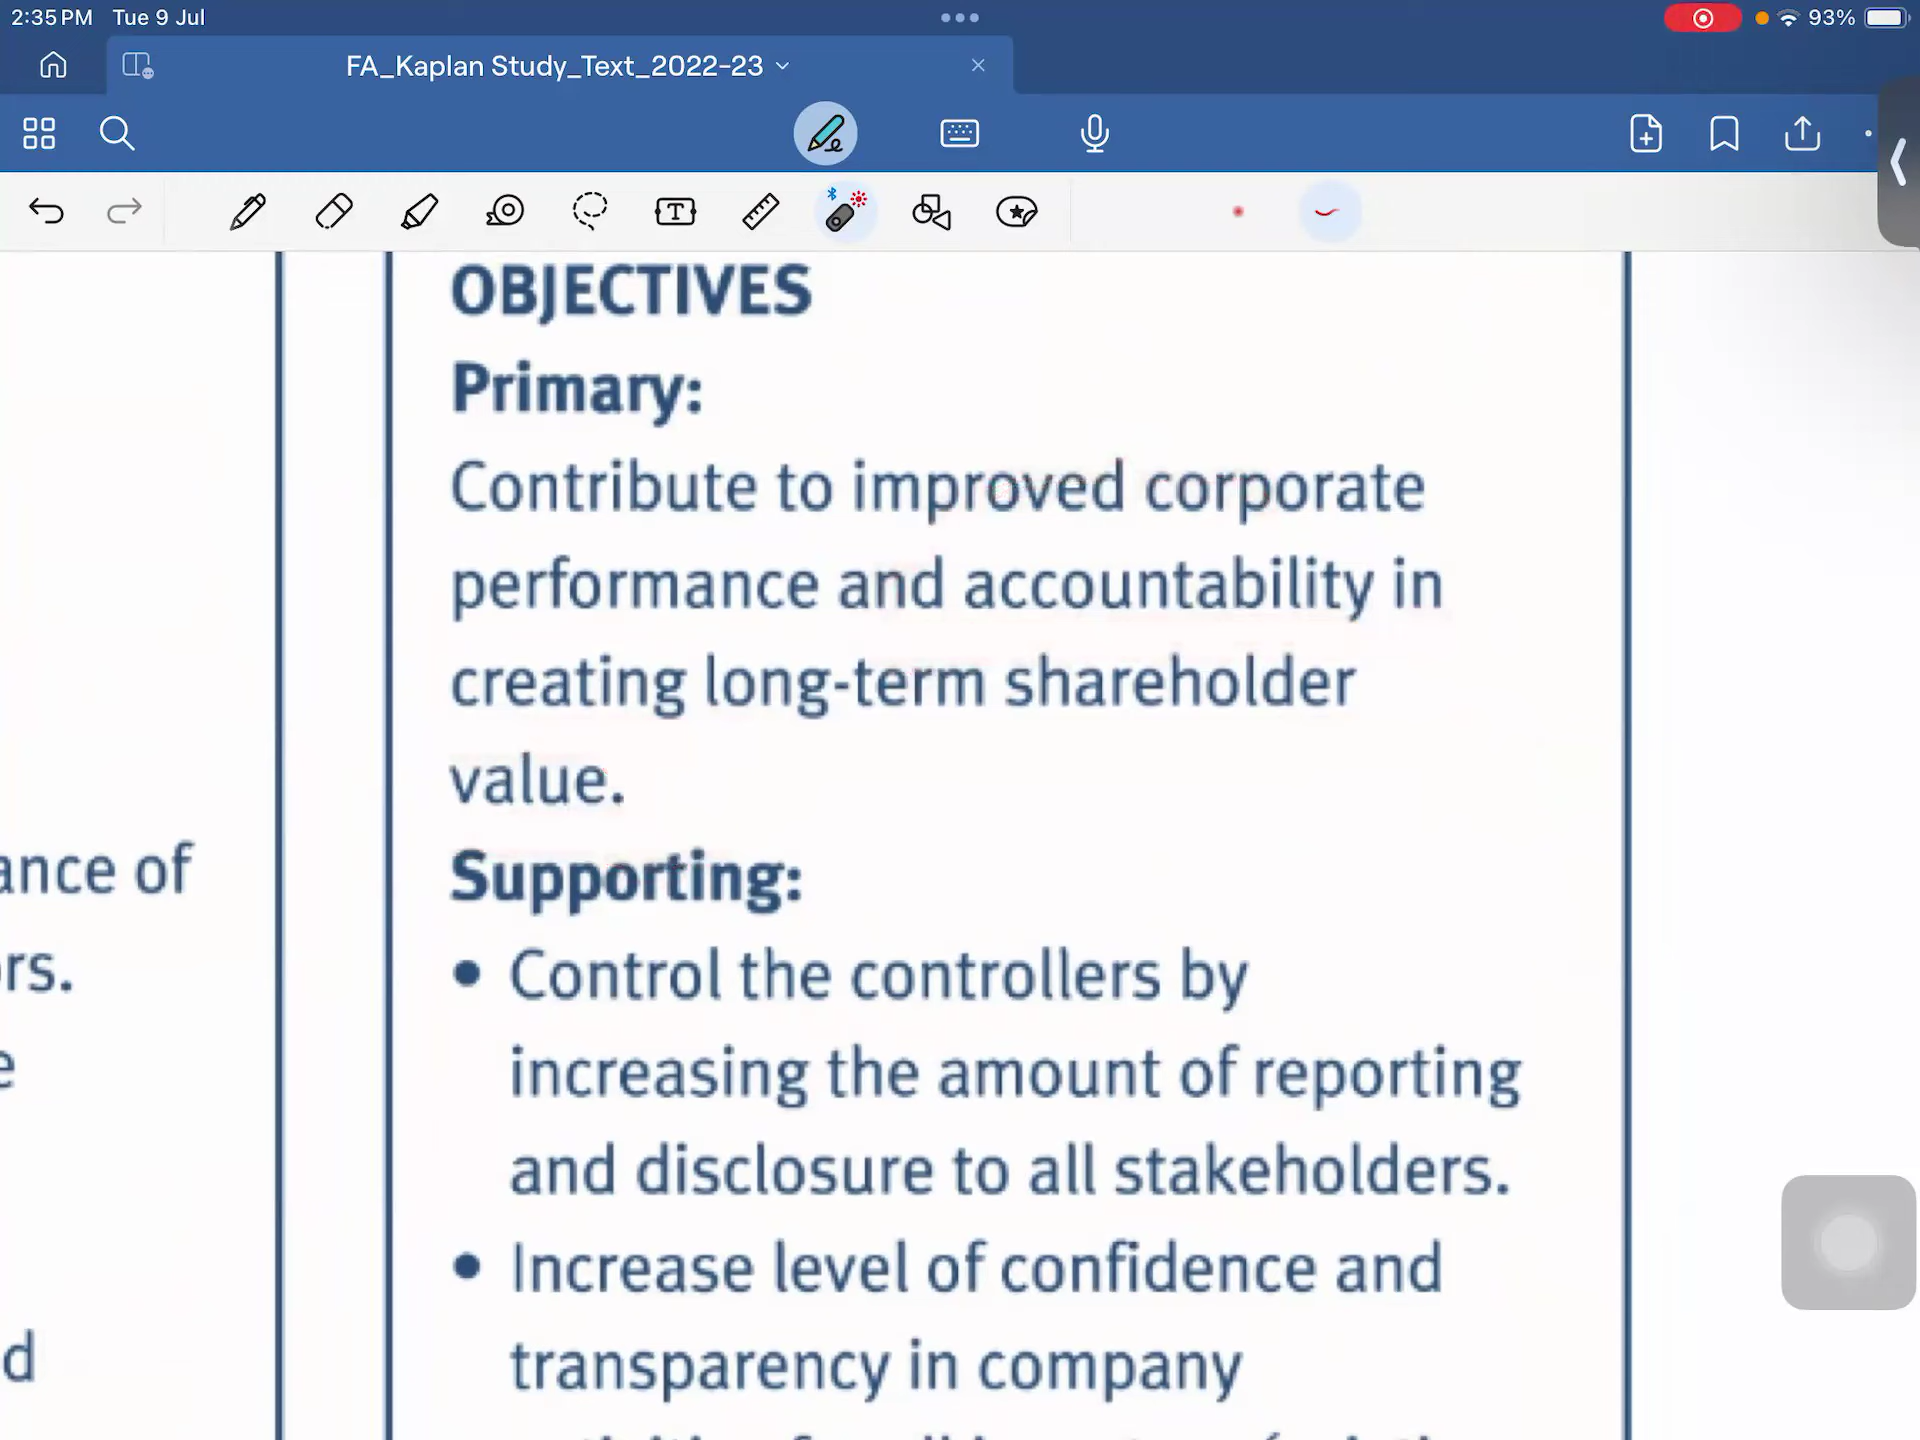 2:35 PM Tue 9 Jul
93%
FA_Kaplan Study_Text_2022-23
OBJECTIVES
Primary:
Contribute to improved corporate
performance and accountability in
creating long-term shareholder
value.
Supporting:
• Control the controllers by
increasing the amount of reporting
and disclosure to all stakeholders.
• Increase level of confidence and
transparency in company
ance of
rs.
e
d